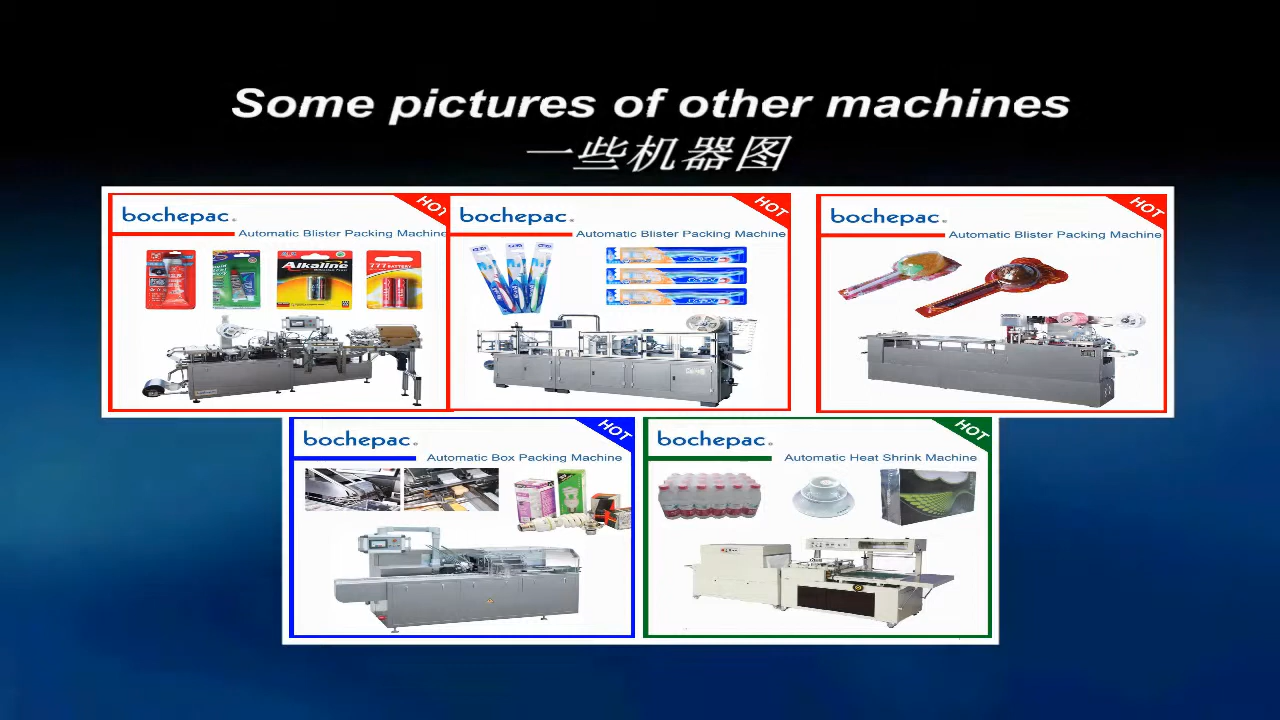 Some pictures of other machines
一些机器图
HOT
bochepac
Automatic Blister Packing Machine
Alkaline
777 BATTERY
HOT
bochepac
Automatic Blister Packing Machine
HOT
bochepac
Automatic Blister Packing Machine
HOT
bochepac
Automatic Box Packing Machine
HOT
bochepac
Automatic Heat Shrink Machine